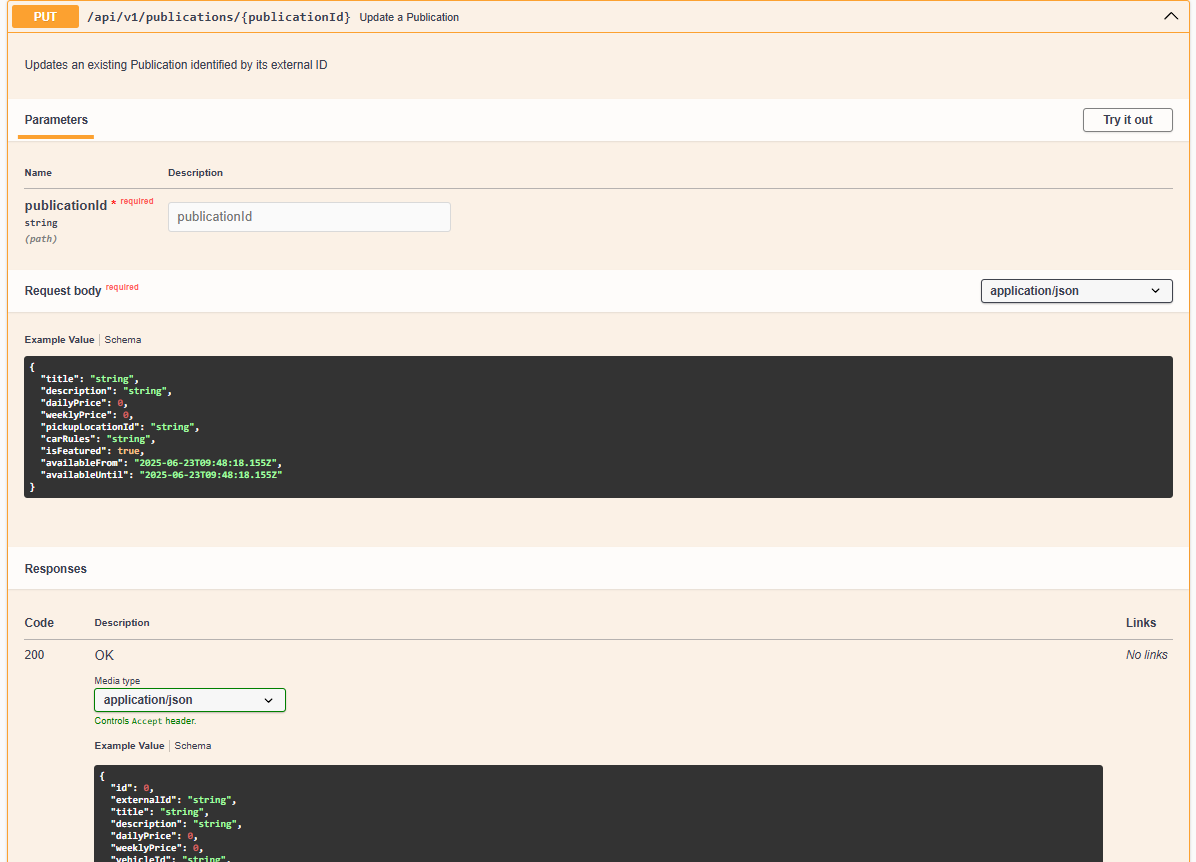 PUT /api/v1/publications/{publicationId} Update a Publication
Updates an existing Publication identified by its external ID
Parameters
Try it out
Name Description
publicationId * required
string
(path)
publicationId
Request body required
application/json
Example Value Schema
{
  "title": "string",
  "description": "string",
  "dailyPrice": 0,
  "weeklyPrice": 0,
  "pickupLocationId": "string",
  "carRules": "string",
  "isFeatured": true,
  "availableFrom": "2025-06-23T09:48:18.155Z",
  "availableUntil": "2025-06-23T09:48:18.155Z"
}
Responses
Code Description Links
200 OK No links
Media type
application/json
Controls Accept header.
Example Value Schema
{
  "id": 0,
  "externalId": "string",
  "title": "string",
  "description": "string",
  "dailyPrice": 0,
  "weeklyPrice": 0,
  "vehicleId": "string",